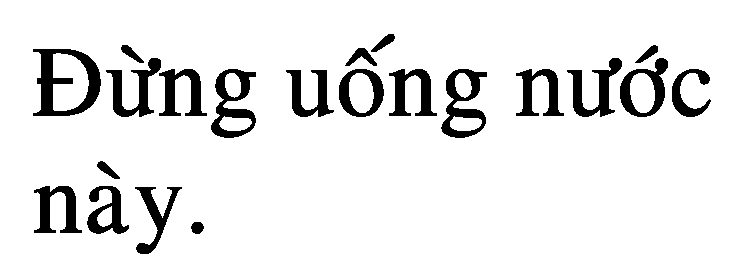 Đừng uống nước
này.